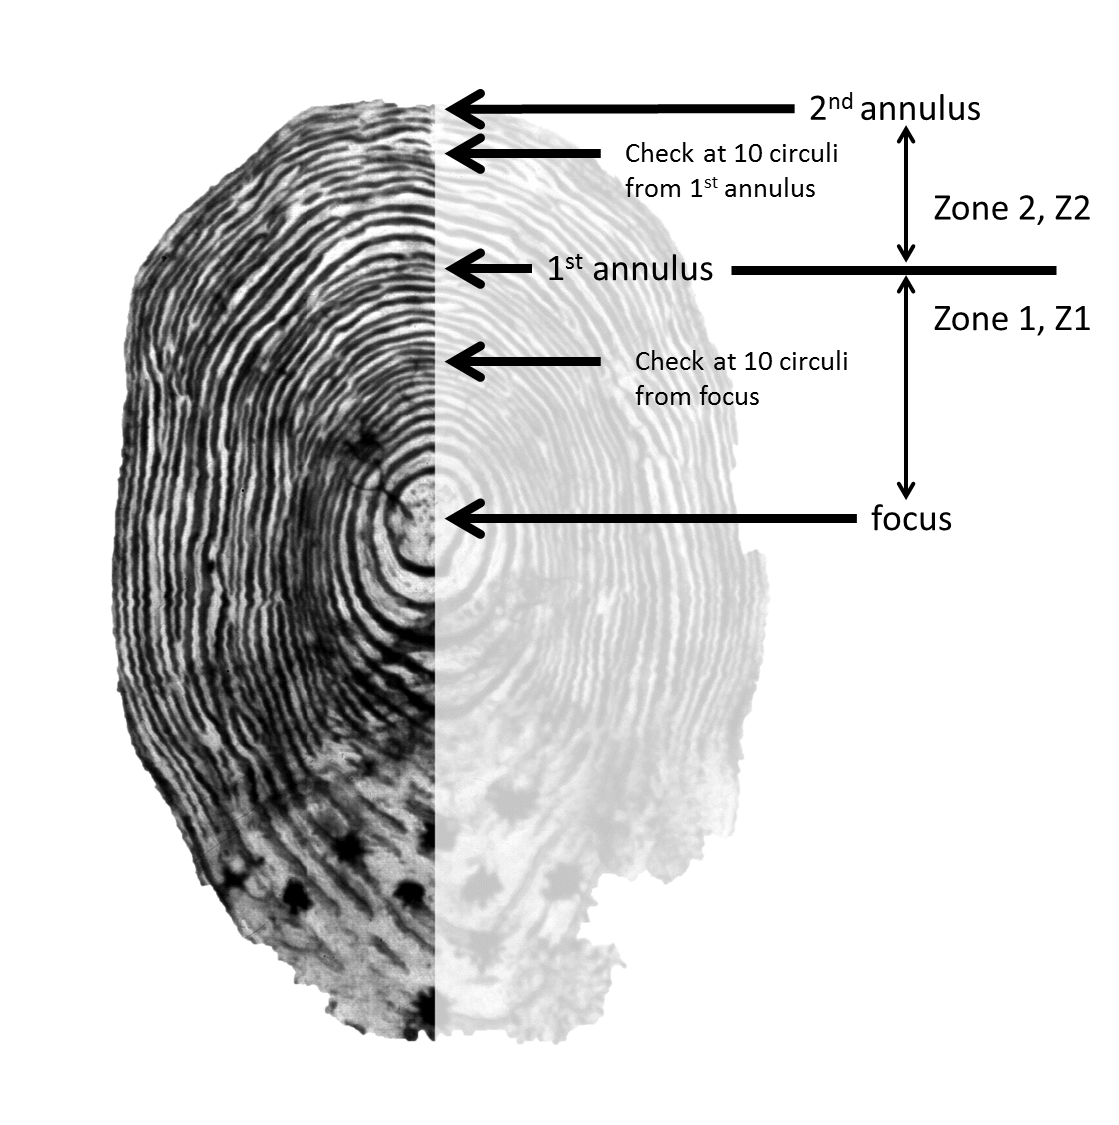 2nd annulus
Check at 10 circuli
from 1st annulus
Zone 2, Z2
1st annulus
Zone 1, Z1
Check at 10 circuli
from focus
focus